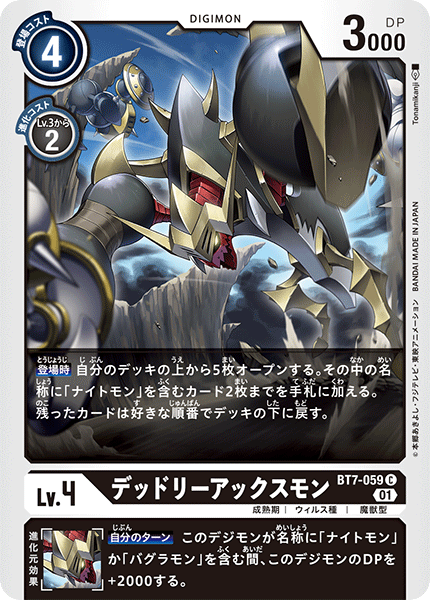 登場コスト
4
DIGIMON
DP
3000
進化コスト
Lv.3から
2
Tonamikanji
©本郷あきよし・フジテレビ・東映アニメーション BANDAI MADE IN JAPAN
登場時 自分のデッキの上から5枚オープンする。その中の名
称に「ナイトモン」を含むカード2枚までを手札に加える。
残ったカードは好きな順番でデッキの下に戻す。
Lv.4
デッドリーアックスモン
BT7-059 C
01
成熟期 | ウィルス種 | 魔獣型
進化元効果
自分のターン このデジモンが名称に「ナイトモン」
か「バグラモン」を含む間、このデジモンのDPを
+2000する。